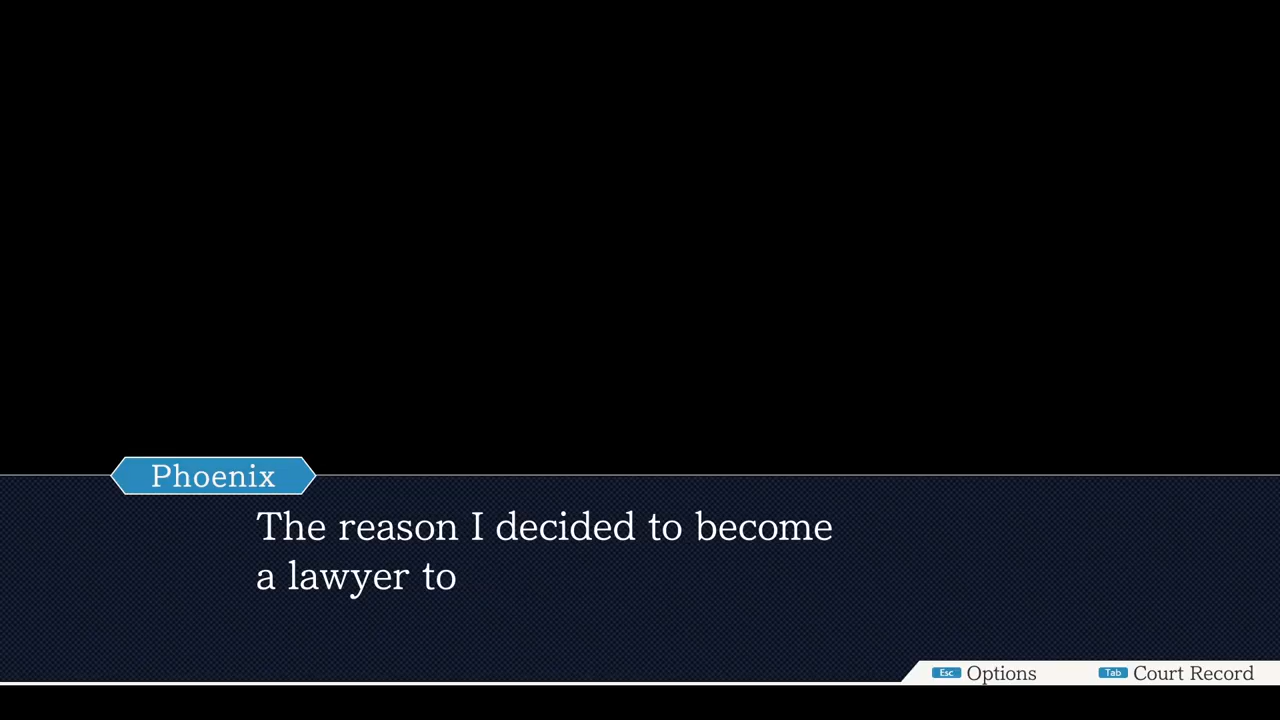 Phoenix
The reason I decided to become
a lawyer to
Esc Options Tab Court Record